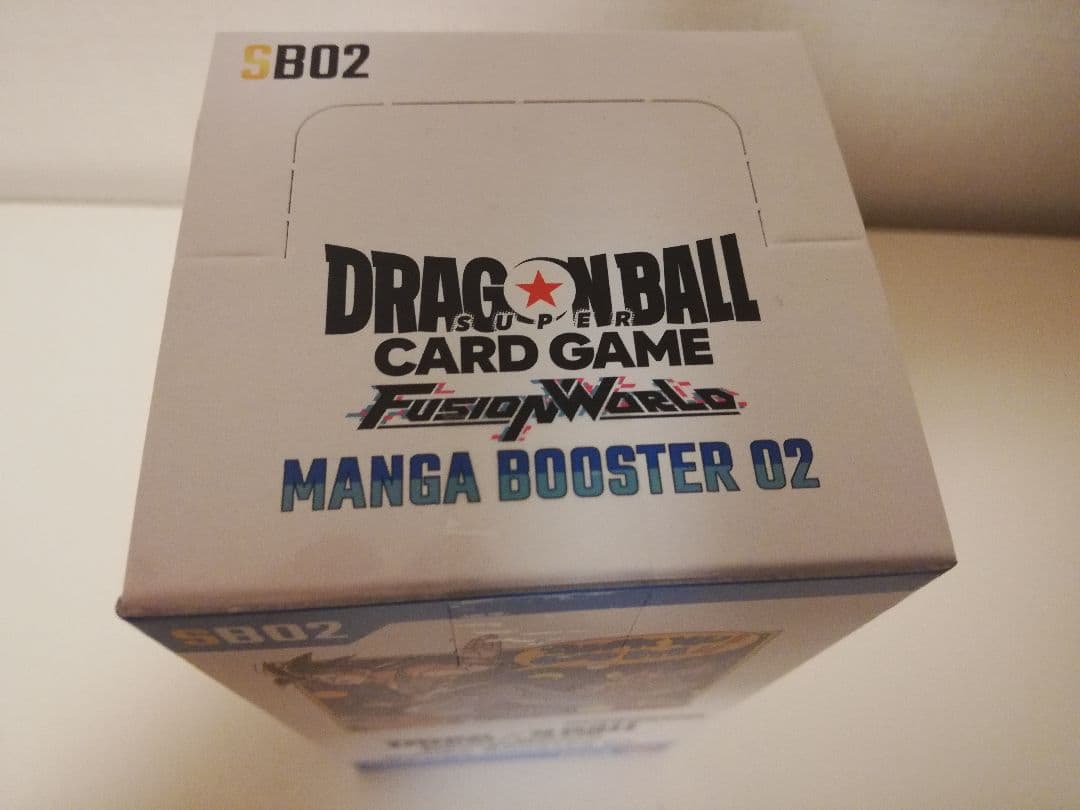 SB02
DRAGON BALL
SUPER
CARD GAME
FUSION WORLD
MANGA BOOSTER 02
SB02